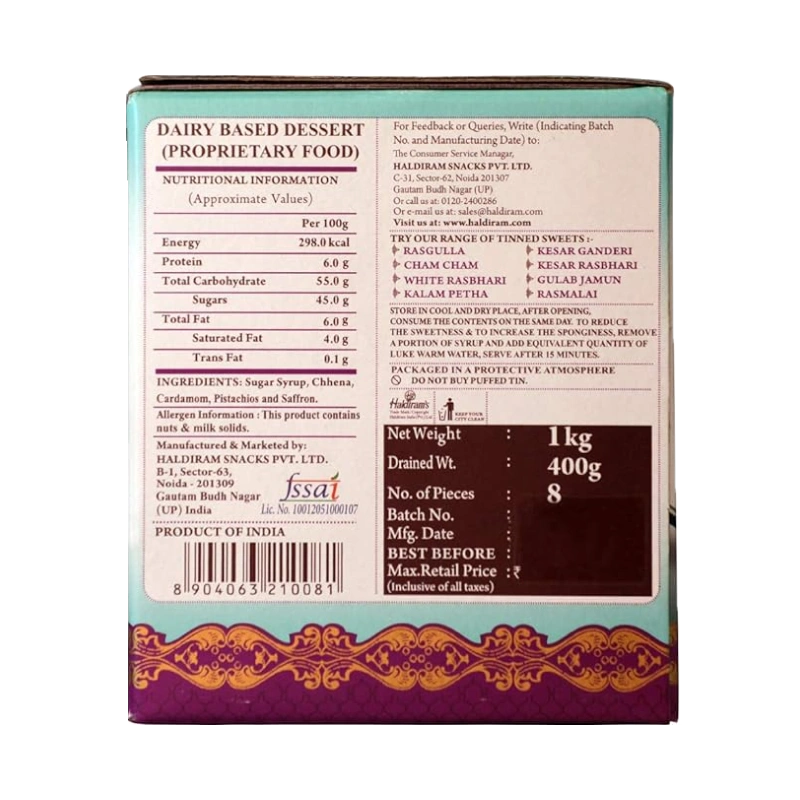 DAIRY BASED DESSERT
(PROPRIETARY FOOD)
NUTRITIONAL INFORMATION
(Approximate Values)
Per 100g
Energy 298.0 kcal
Protein 6.0 g
Total Carbohydrate 55.0 g
Sugars 45.0 g
Total Fat 6.0 g
Saturated Fat 4.0 g
Trans Fat 0.1 g
INGREDIENTS: Sugar Syrup, Chhena,
Cardamom, Pistachios and Saffron.
Allergen Information : This product contains
nuts & milk solids.
Manufactured & Marketed by:
HALDIRAM SNACKS PVT. LTD.
B-1, Sector-63,
Noida - 201309
Gautam Budh Nagar
(UP) India
fssai
Lic. No. 10012051000107
PRODUCT OF INDIA
8 904063 210081
For Feedback or Queries, Write (Indicating Batch
No. and Manufacturing Date) to:
The Consumer Service Managar,
HALDIRAM SNACKS PVT. LTD.
C-31, Sector-62, Noida 201307
Gautam Budh Nagar (UP)
Or call us at: 0120-2400286
Or e-mail us at: sales@haldiram.com
Visit us at: www.haldiram.com
TRY OUR RANGE OF TINNED SWEETS :-
RASGULLA KESAR GANDERI
CHAM CHAM KESAR RASBHARI
WHITE RASBHARI GULAB JAMUN
KALAM PETHA RASMALAI
STORE IN COOL AND DRY PLACE, AFTER OPENING,
CONSUME THE CONTENTS ON THE SAME DAY. TO REDUCE
THE SWEETNESS & TO INCREASE THE SPONGINESS, REMOVE
A PORTION OF SYRUP AND ADD EQUIVALENT QUANTITY OF
LUKE WARM WATER, SERVE AFTER 15 MINUTES.
PACKAGED IN A PROTECTIVE ATMOSPHERE
DO NOT BUY PUFFED TIN.
Haldiram's
KEEP YOUR
CITY CLEAN
Net Weight : 1 kg
Drained Wt. : 400g
No. of Pieces : 8
Batch No. :
Mfg. Date :
BEST BEFORE :
Max.Retail Price : ₹
(Inclusive of all taxes)